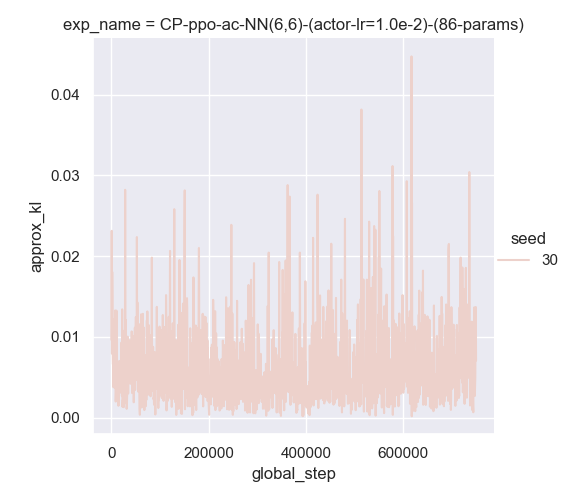 exp_name = CP-ppo-ac-NN(6,6)-(actor-lr=1.0e-2)-(86-params)
0.04
0.03
0.02
0.01
0.00
approx_kl
0
200000
400000
600000
global_step
seed
30